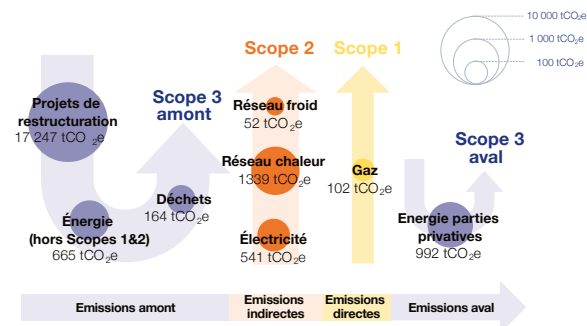 Scope 2
Scope 1
10 000 tCO2e
1 000 tCO2e
100 tCO2e
Projets de
restructuration
17 247 tCO2e
Scope 3
amont
Réseau froid
52 tCO2e
Réseau chaleur
1339 tCO2e
Gaz
102 tCO2e
Scope 3
aval
Déchets
164 tCO2e
Énergie
(hors Scopes 1&2)
665 tCO2e
Électricité
541 tCO2e
Energie parties
privatives
992 tCO2e
Emissions amont
Emissions
indirectes
Emissions
directes
Emissions aval